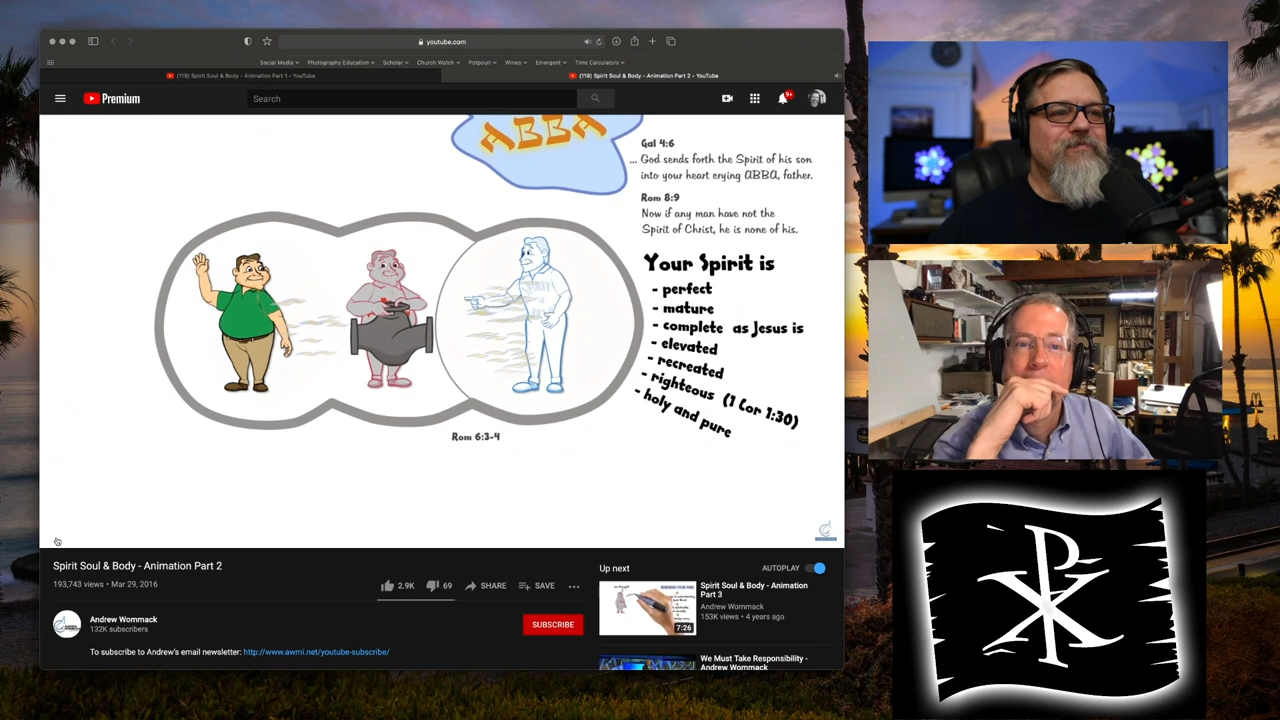 youtube.com
Social Media
Photography Education
Scholar
Church Watch
Potpouri
Wines
Emergent
Time Calculators
(119) Spirit Soul & Body - Animation Part 1 - YouTube
(119) Spirit Soul & Body - Animation Part 2 - YouTube
Premium
Search
9+
ABBA
Gal 4:6
... God sends forth the Spirit of his son
into your heart crying ABBA, father.
Rom 8:9
Now if any man have not the
Spirit of Christ, he is none of his.
Your Spirit is
- perfect
- mature
- complete as Jesus is
- elevated
- recreated
- righteous (1 Cor 1:30)
- holy and pure
Rom 6:3-4
Spirit Soul & Body - Animation Part 2
193,743 views • Mar 29, 2016
2.9K
69
SHARE
SAVE
Andrew Wommack
132K subscribers
SUBSCRIBE
To subscribe to Andrew's email newsletter: http://www.awmi.net/youtube-subscribe/
Up next
AUTOPLAY
7:26
Spirit Soul & Body - Animation
Part 3
Andrew Wommack
153K views • 4 years ago
We Must Take Responsibility -
Andrew Wommack